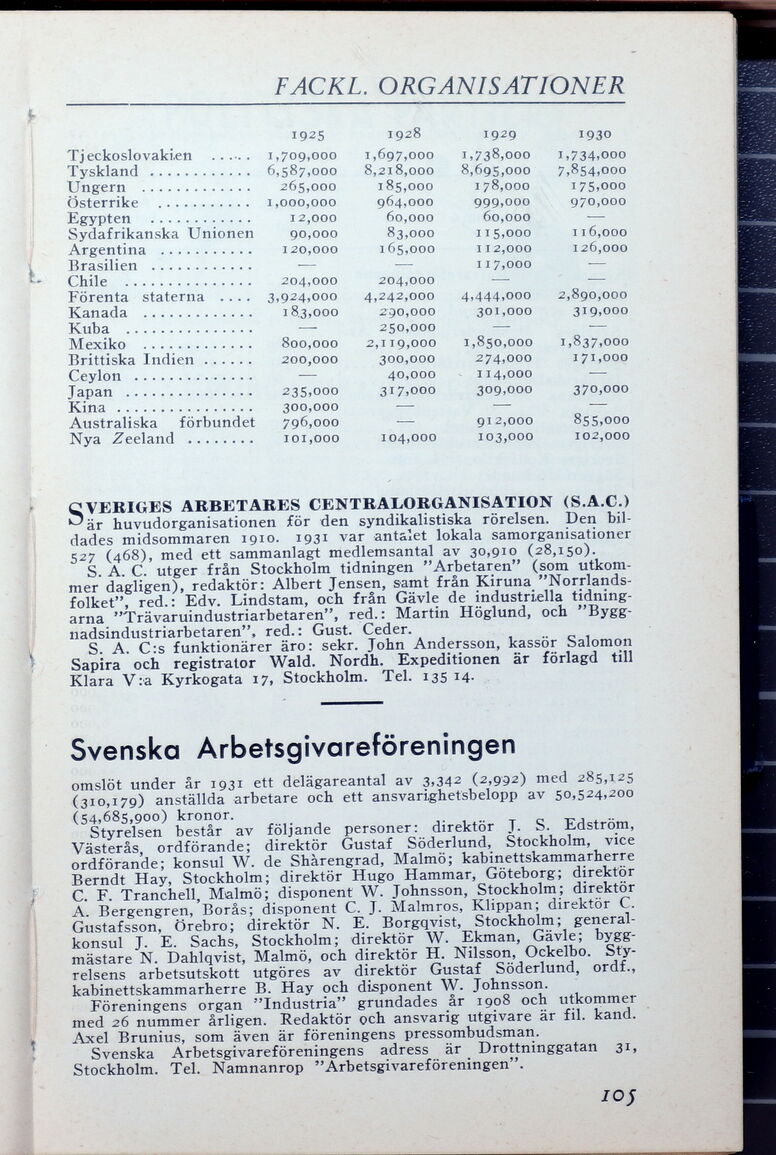 FACKL. ORGANISATIONER
1925 1928 1929 1930
Tjeckoslovakien ..... 1,709,000 1,697,000 1,738,000 1,734,000
Tyskland ............ 6,587,000 8,218,000 8,695,000 7,854,000
Ungern ............. 265,000 185,000 178,000 175,000
Österrike ........... 1,000,000 964,000 999,000 970,000
Egypten ............ 12,000 60,000 60,000 —
Sydafrikanska Unionen 90,000 83,000 115,000 116,000
Argentina ........... 120,000 165,000 112,000 126,000
Brasilien ............ — — 117,000 —
Chile ............... 204,000 204,000 — —
Förenta staterna .... 3,924,000 4,242,000 4,444,000 2,890,000
Kanada ............. 183,000 290,000 301,000 319,000
Kuba ............... — 250,000
Mexiko ............. 800,000 2,119,000 1,850,000 1,837,000
Brittiska Indien ...... 200,000 300,000 274,000 171,000
Ceylon .............. — 40,000 114,000 —
Japan ............... 235,000 317,000 309,000 370,000
Kina ................ 300,000 — — —
Australiska förbundet 796,000 — 912,000 855,000
Nya Zeeland ........ 101,000 104,000 103,000 102,000
SVERIGES ARBETARES CENTRALORGANISATION (S.A.C.)
är huvudorganisationen för den syndikalistiska rörelsen. Den bil-
dades midsommaren 1910. 1931 var antalet lokala samorganisationer
527 (468), med ett sammanlagt medlemsantal av 30,910 (28,150).
S. A. C. utger från Stockholm tidningen ”Arbetaren” (som utkom-
mer dagligen), redaktör: Albert Jensen, samt från Kiruna ”Norrlands-
folket”, red.: Edv. Lindstam, och från Gävle de industriella tidning-
arna ”Trävaruindustriarbetaren”, red.: Martin Höglund, och ”Bygg-
nadsindustriarbetaren”, red.: Gust. Ceder.
S. A. C:s funktionärer äro: sekr. John Andersson, kassör Salomon
Sapira och registrator Wald. Nordh. Expeditionen är förlagd till
Klara V:a Kyrkogata 17, Stockholm. Tel. 135 14.
Svenska Arbetsgivareföreningen
omslöt under år 1931 ett delägareantal av 3,342 (2,992) med 285,125
(310,179) anställda arbetare och ett ansvarighetsbelopp av 50,524,200
(54,685,900) kronor.
Styrelsen består av följande personer: direktör J. S. Edström,
Västerås, ordförande; direktör Gustaf Söderlund, Stockholm, vice
ordförande; konsul W. de Shàrengrad, Malmö; kabinettskammarherre
Berndt Hay, Stockholm; direktör Hugo Hammar, Göteborg; direktör
C. F. Tranchell, Malmö; disponent W. Johnsson, Stockholm; direktör
A. Bergengren, Borås; disponent C. J. Malmros, Klippan; direktör C.
Gustafsson, Örebro; direktör N. E. Borgqvist, Stockholm; general-
konsul J. E. Sachs, Stockholm; direktör W. Ekman, Gävle; bygg-
mästare N. Dahlqvist, Malmö, och direktör H. Nilsson, Ockelbo. Sty-
relsens arbetsutskott utgöres av direktör Gustaf Söderlund, ordf.,
kabinettskammarherre B. Hay och disponent W. Johnsson.
Föreningens organ ”Industria” grundades år 1908 och utkommer
med 26 nummer årligen. Redaktör och ansvarig utgivare är fil. kand.
Axel Brunius, som även är föreningens pressombudsman.
Svenska Arbetsgivareföreningens adress är Drottninggatan 31,
Stockholm. Tel. Namnanrop ”Arbetsgivareföreningen”.
105